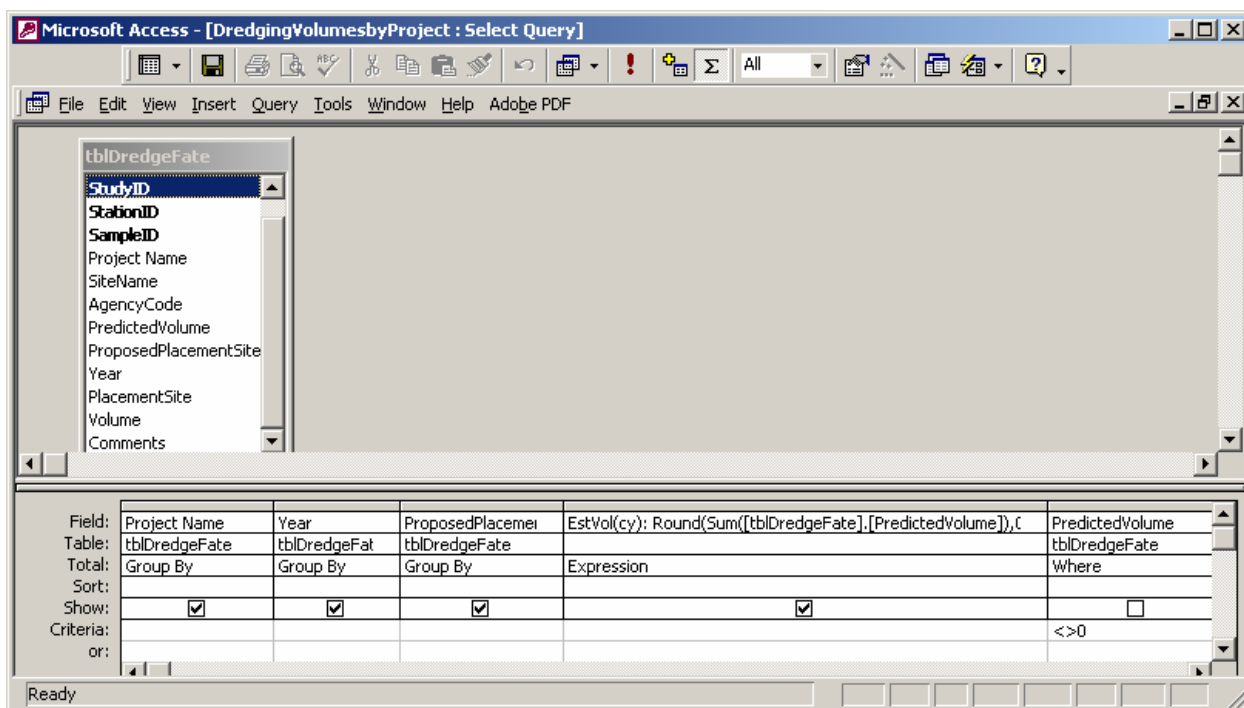 Microsoft Access - [DredgingVolumesbyProject : Select Query]
ABC Σ All
File Edit View Insert Query Tools Window Help Adobe PDF
tblDredgeFate
StudyID
StationID
SampleID
Project Name
SiteName
AgencyCode
PredictedVolume
ProposedPlacementSite
Year
PlacementSite
Volume
Comments
Field: Project Name Year ProposedPlacemer EstVol(cy): Round(Sum([tblDredgeFate].[PredictedVolume]),( PredictedVolume
Table: tblDredgeFate tblDredgeFat tblDredgeFate tblDredgeFate
Total: Group By Group By Group By Expression Where
Sort:
Show:
Criteria: <>0
or:
Ready